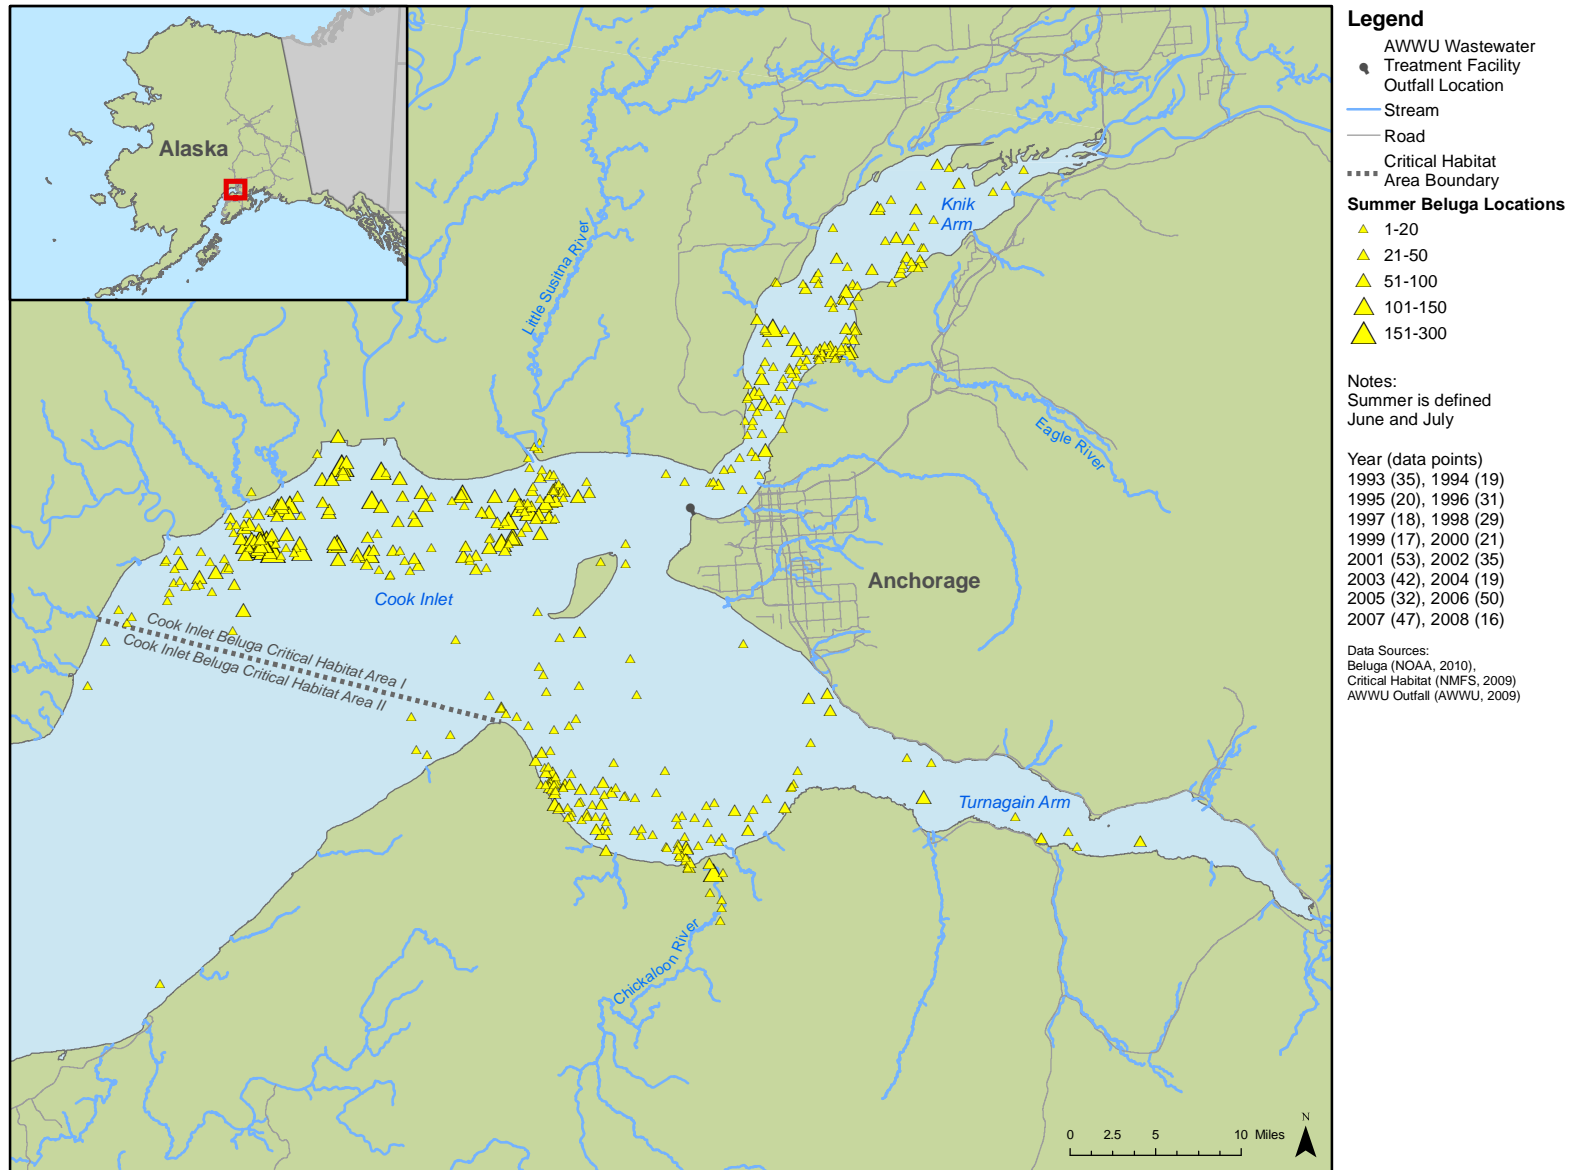 Alaska
Little Susitna River
Knik
Arm
Eagle River
Anchorage
Cook Inlet
Cook Inlet Beluga Critical Habitat Area I
Cook Inlet Beluga Critical Habitat Area II
Turnagain Arm
Chickaloon River
0 2.5 5 10 Miles
N
Legend
AWWU Wastewater
Treatment Facility
Outfall Location
Stream
Road
Critical Habitat
Area Boundary
Summer Beluga Locations
1-20
21-50
51-100
101-150
151-300
Notes:
Summer is defined
June and July
Year (data points)
1993 (35), 1994 (19)
1995 (20), 1996 (31)
1997 (18), 1998 (29)
1999 (17), 2000 (21)
2001 (53), 2002 (35)
2003 (42), 2004 (19)
2005 (32), 2006 (50)
2007 (47), 2008 (16)
Data Sources:
Beluga (NOAA, 2010),
Critical Habitat (NMFS, 2009)
AWWU Outfall (AWWU, 2009)